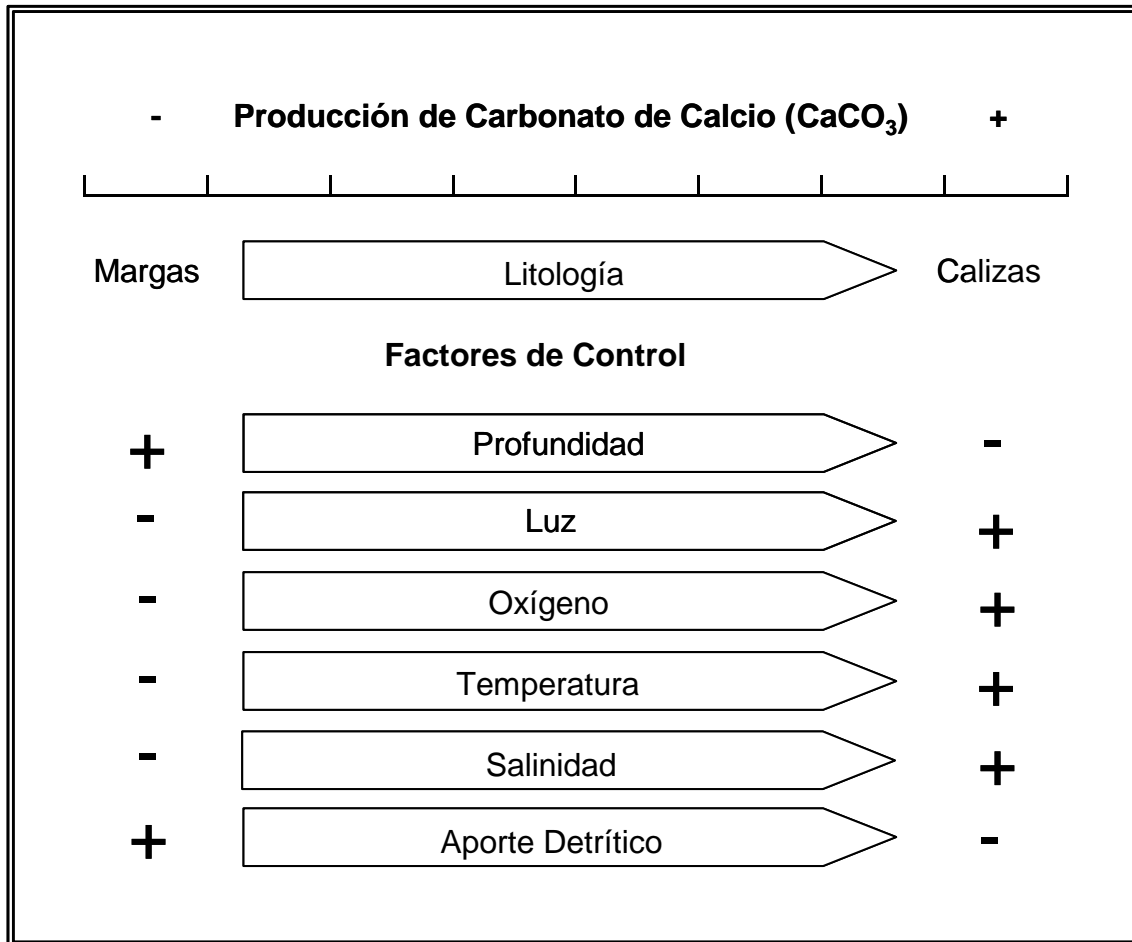 - Producción de Carbonato de Calcio (CaCO₃) +
Margas Litología Calizas
Factores de Control
+ Profundidad -
- Luz +
- Oxígeno +
- Temperatura +
- Salinidad +
+ Aporte Detrítico -